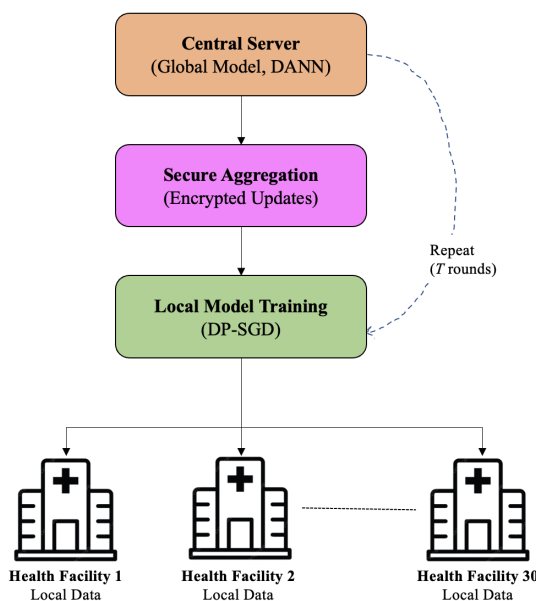 Central Server
(Global Model, DANN)
Secure Aggregation
(Encrypted Updates)
Repeat
(T rounds)
Local Model Training
(DP-SGD)
Health Facility 1
Local Data
Health Facility 2
Local Data
Health Facility 30
Local Data